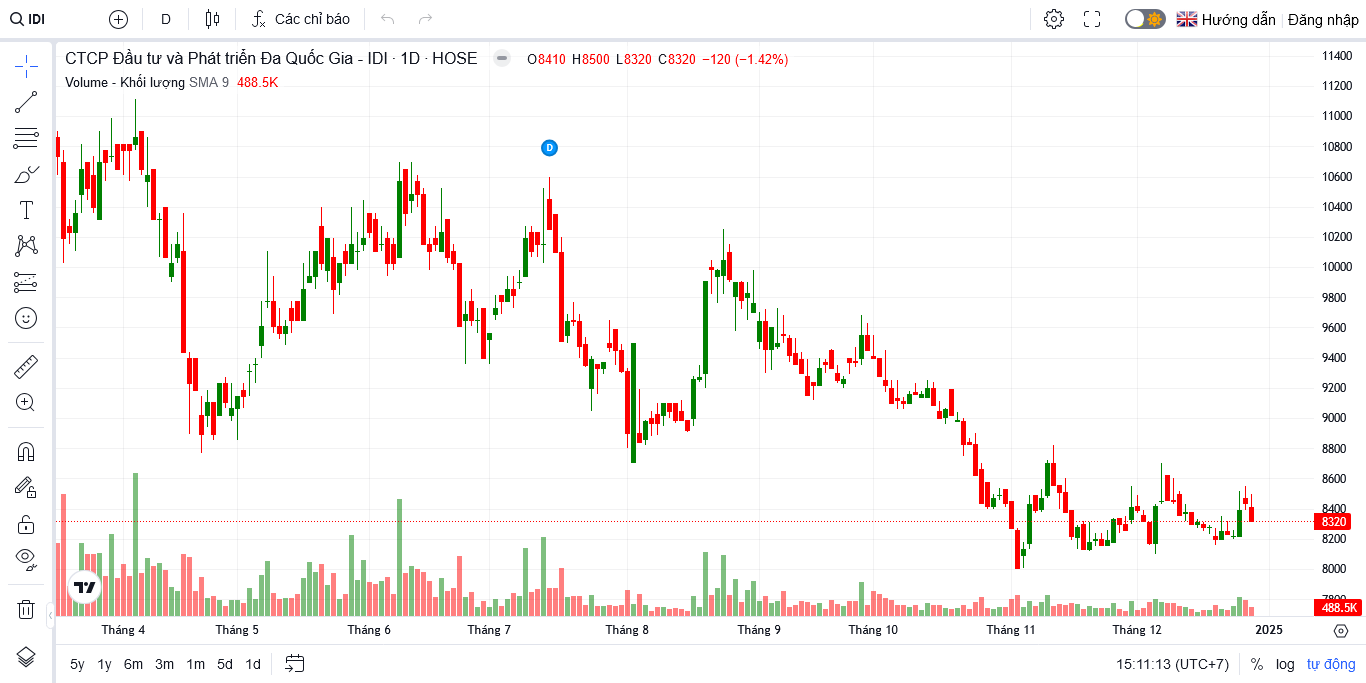 IDI D Các chỉ báo Hướng dẫn Đăng nhập
CTCP Đầu tư và Phát triển Đa Quốc Gia - IDI · 1D · HOSE O8410 H8500 L8320 C8320 −120 (−1.42%)
Volume - Khối lượng SMA 9 488.5K
D
11400
11200
11000
10800
10600
10400
10200
10000
9800
9600
9400
9200
9000
8800
8600
8400
8320
8200
8000
7800
488.5K
Tháng 4 Tháng 5 Tháng 6 Tháng 7 Tháng 8 Tháng 9 Tháng 10 Tháng 11 Tháng 12 2025
5y 1y 6m 3m 1m 5d 1d 15:11:13 (UTC+7) % log tự động